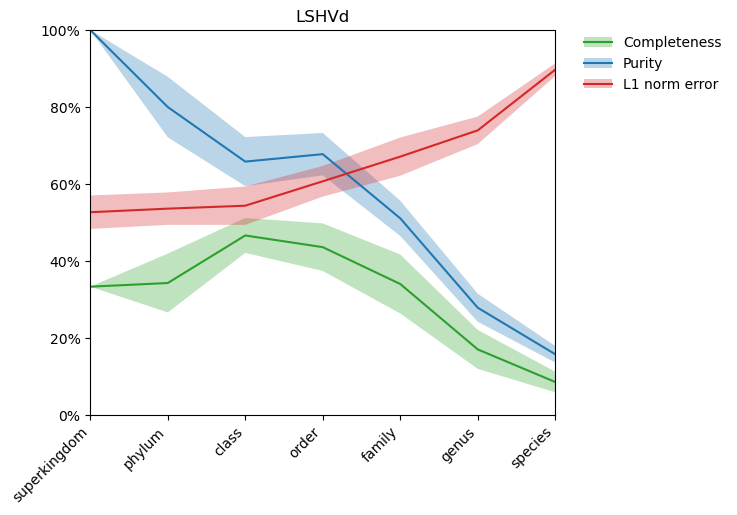 LSHVd
100%
80%
60%
40%
20%
0%
superkingdom
phylum
class
order
family
genus
species
Completeness
Purity
L1 norm error